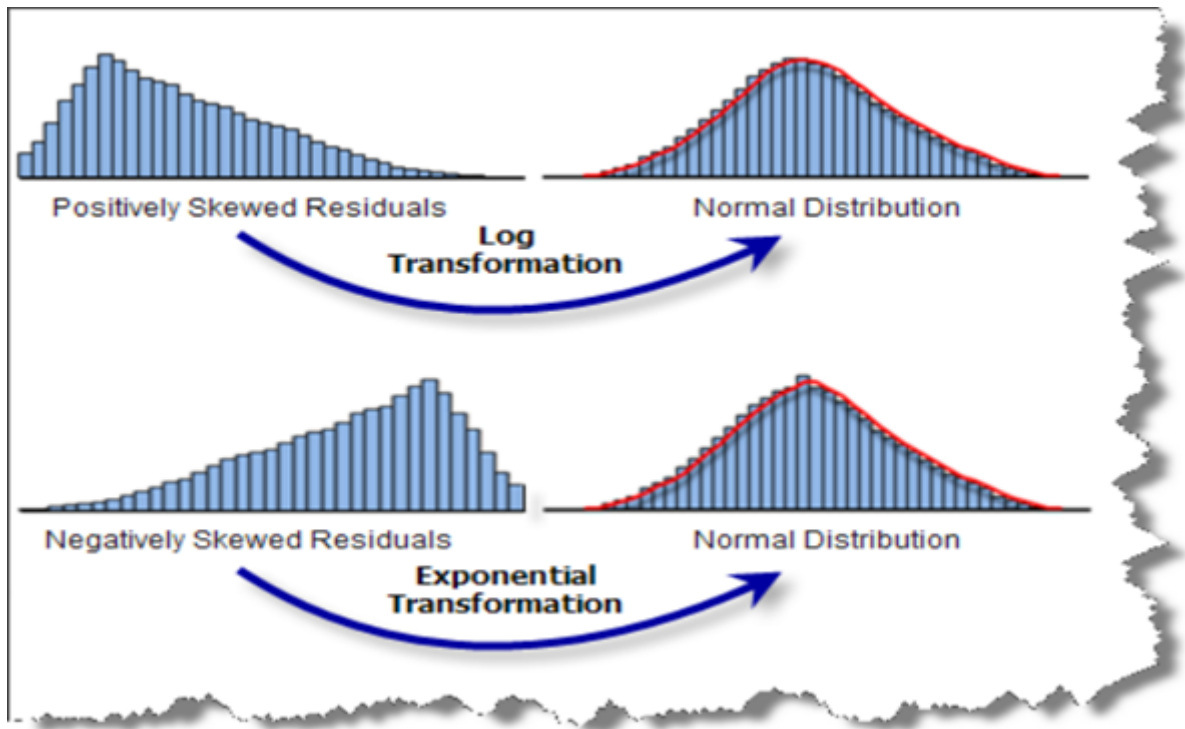 Positively Skewed Residuals
Normal Distribution
Log
Transformation
Negatively Skewed Residuals
Normal Distribution
Exponential
Transformation